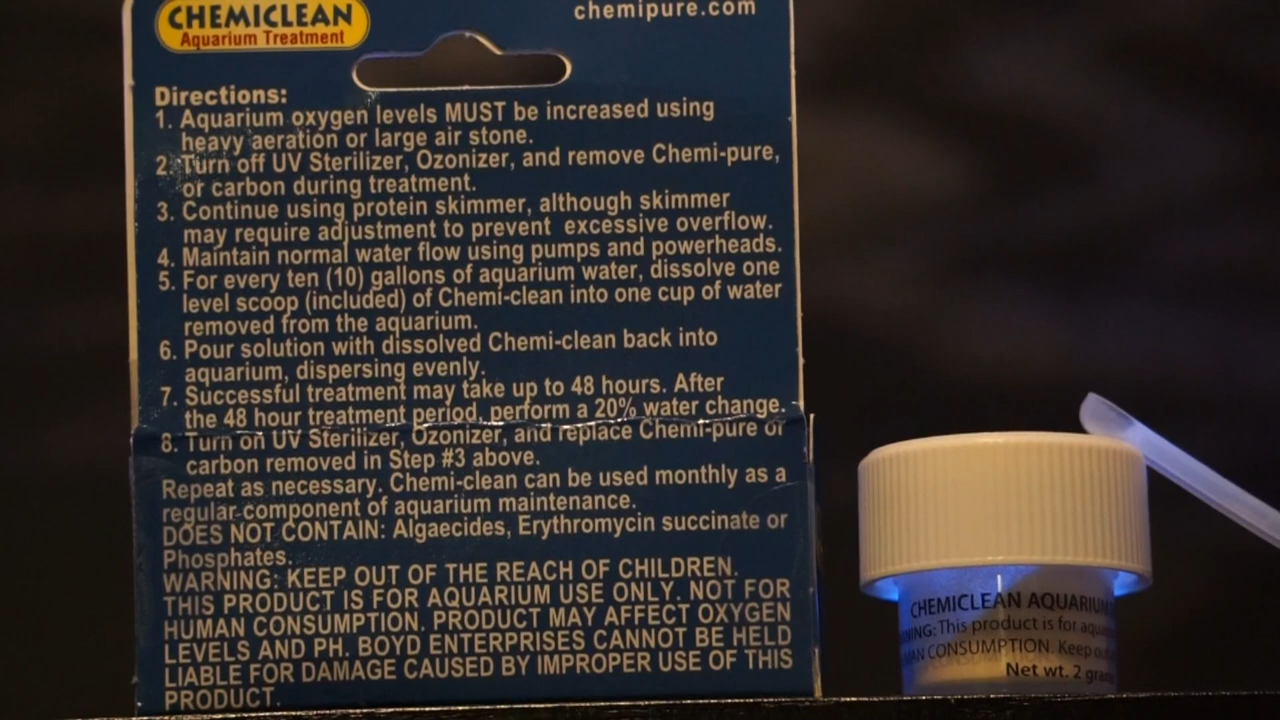 CHEMICLEAN
Aquarium Treatment
chemipure.com
Directions:
1. Aquarium oxygen levels MUST be increased using
heavy aeration or large air stone.
2. Turn off UV Sterilizer, Ozonizer, and remove Chemi-pure,
or carbon during treatment.
3. Continue using protein skimmer, although skimmer
may require adjustment to prevent excessive overflow.
4. Maintain normal water flow using pumps and powerheads.
5. For every ten (10) gallons of aquarium water, dissolve one
level scoop (included) of Chemi-clean into one cup of water
removed from the aquarium.
6. Pour solution with dissolved Chemi-clean back into
aquarium, dispersing evenly.
7. Successful treatment may take up to 48 hours. After
the 48 hour treatment period, perform a 20% water change.
8. Turn on UV Sterilizer, Ozonizer, and replace Chemi-pure or
carbon removed in Step #3 above.
Repeat as necessary. Chemi-clean can be used monthly as a
regular component of aquarium maintenance.
DOES NOT CONTAIN: Algaecides, Erythromycin succinate or
Phosphates.
WARNING: KEEP OUT OF THE REACH OF CHILDREN.
THIS PRODUCT IS FOR AQUARIUM USE ONLY. NOT FOR
HUMAN CONSUMPTION. PRODUCT MAY AFFECT OXYGEN
LEVELS AND PH. BOYD ENTERPRISES CANNOT BE HELD
LIABLE FOR DAMAGE CAUSED BY IMPROPER USE OF THIS
PRODUCT.
CHEMICLEAN AQUARIUM
This product is for
CONSUMPTION. Keep
Net wt. 2